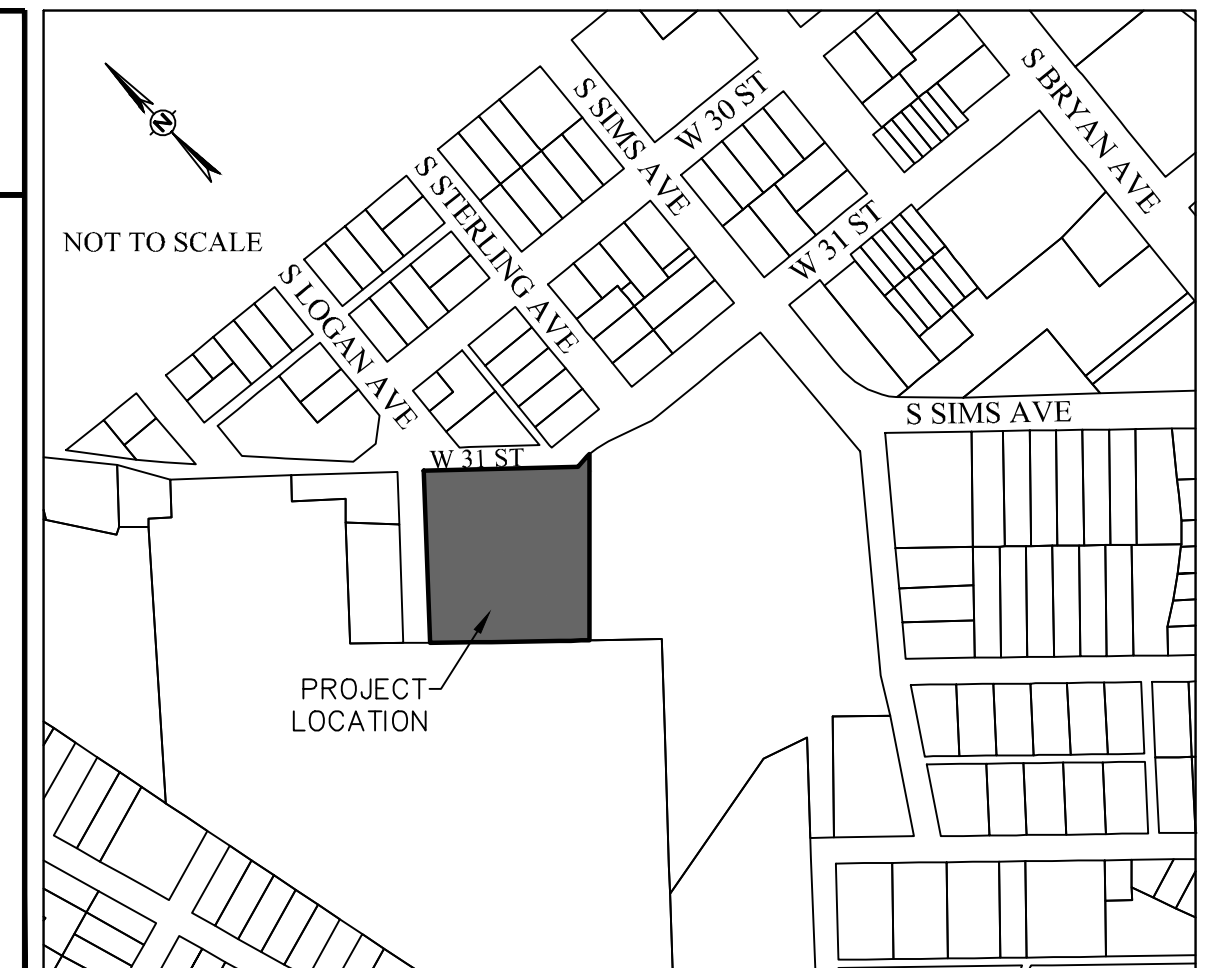 S SIMS AVE
W 30 ST
S BRYAN AVE
S STERLING AVE
W 31 ST
N
NOT TO SCALE
S LOGAN AVE
S SIMS AVE
W 31 ST
PROJECT
LOCATION